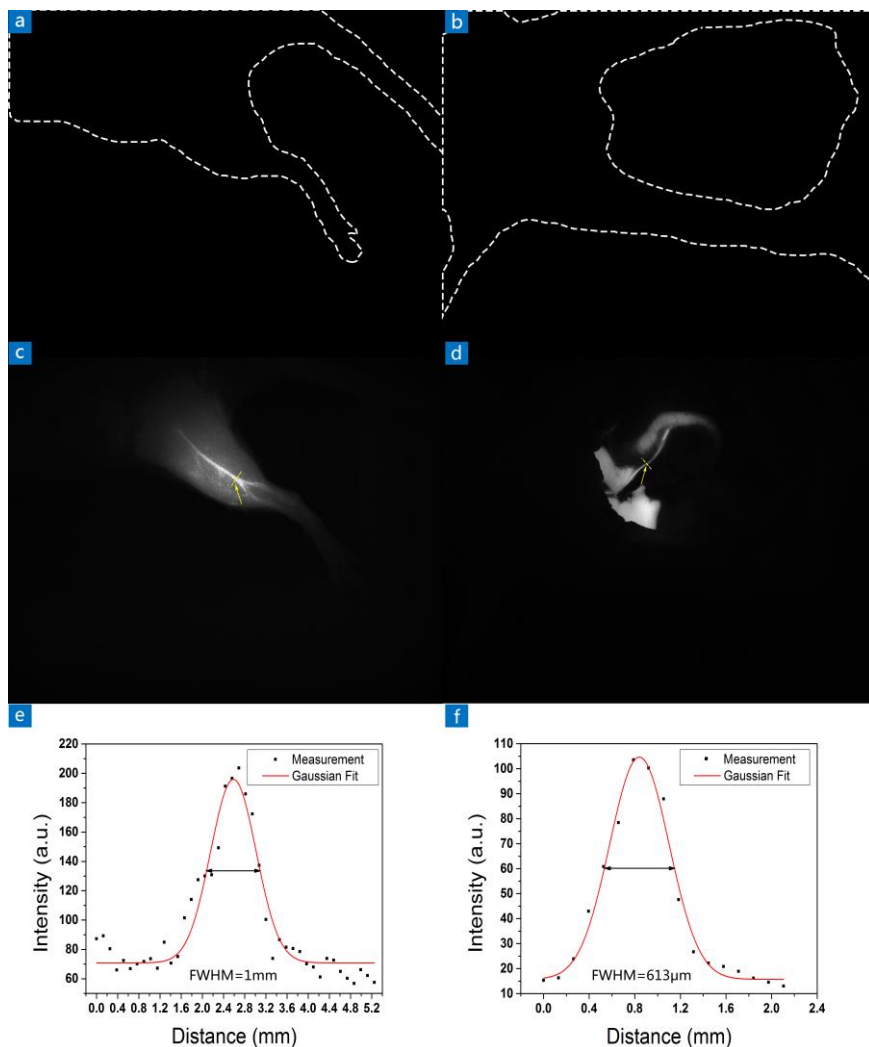 a
b
c
d
e
220
200
180
160
140
120
100
80
60
Intensity (a.u.)
Measurement
Gaussian Fit
FWHM=1mm
0.0 0.4 0.8 1.2 1.6 2.0 2.4 2.8 3.2 3.6 4.0 4.4 4.8 5.2
Distance (mm)
f
110
100
90
80
70
60
50
40
30
20
10
Intensity (a.u.)
Measurement
Gaussian Fit
FWHM=613μm
0.0 0.4 0.8 1.2 1.6 2.0 2.4
Distance (mm)